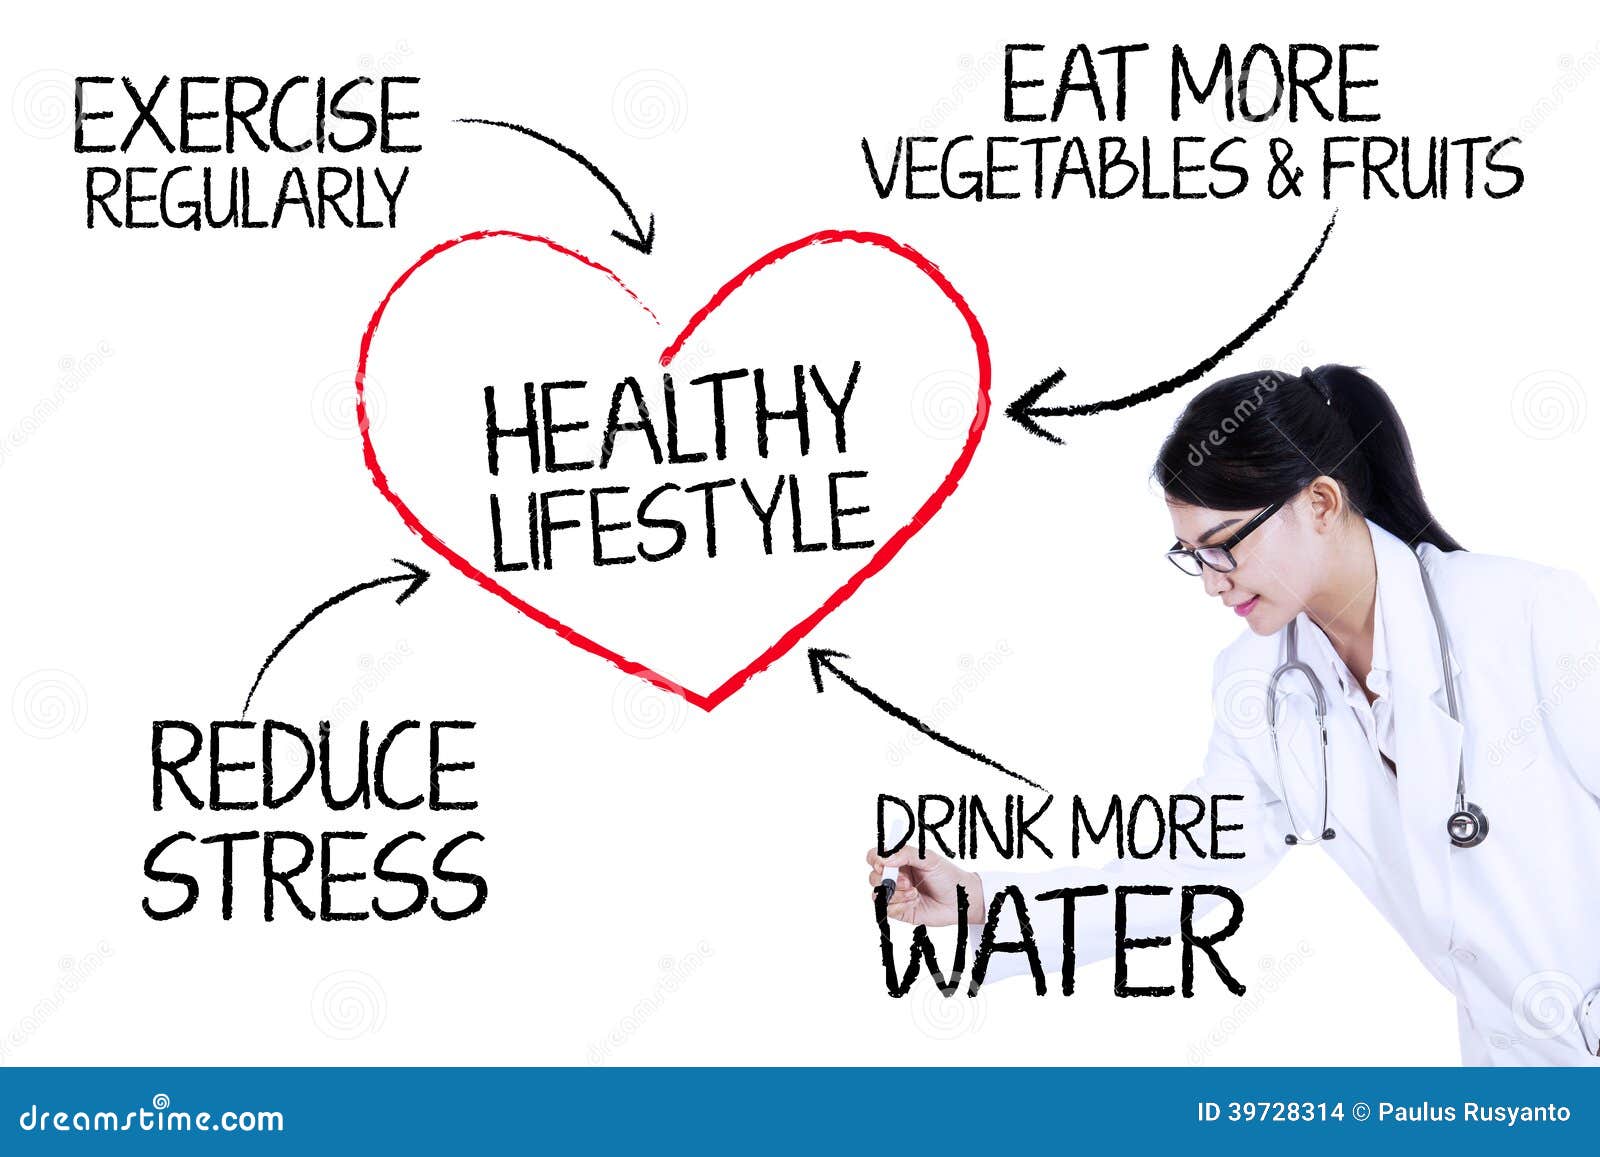 EXERCISE
REGULARLY
EAT MORE
VEGETABLES & FRUITS
HEALTHY
LIFESTYLE
REDUCE
STRESS
DRINK MORE
WATER
dreamstime.com
ID 39728314 © Paulus Rusyanto